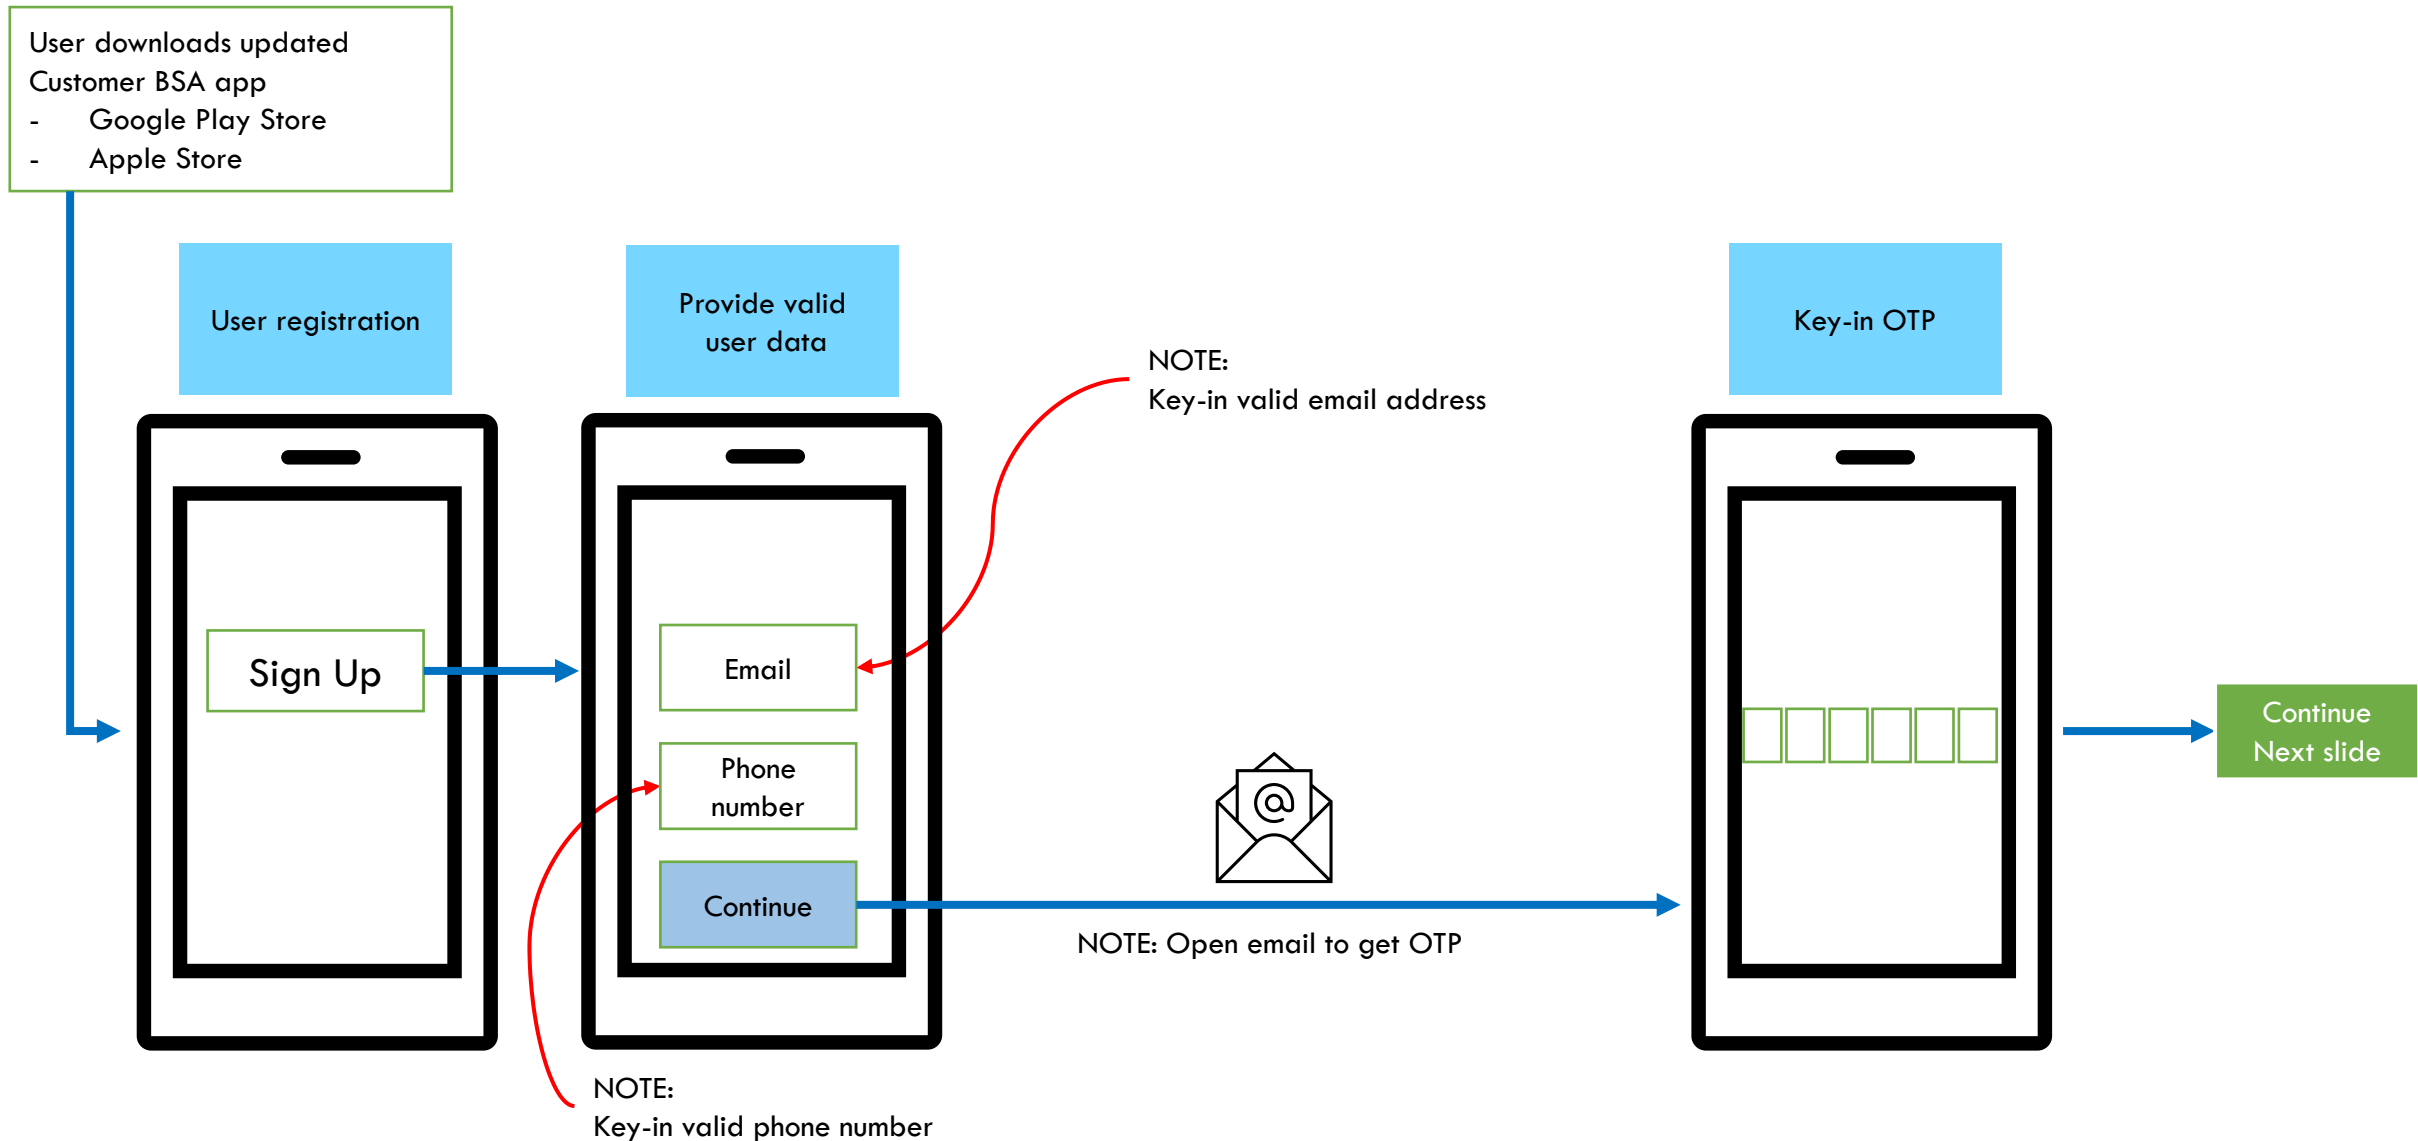 User downloads updated
Customer BSA app
- Google Play Store
- Apple Store
User registration
Provide valid
user data
Key-in OTP
NOTE:
Key-in valid email address
Sign Up
Email
Phone
number
Continue
@
NOTE: Open email to get OTP
Continue
Next slide
NOTE:
Key-in valid phone number